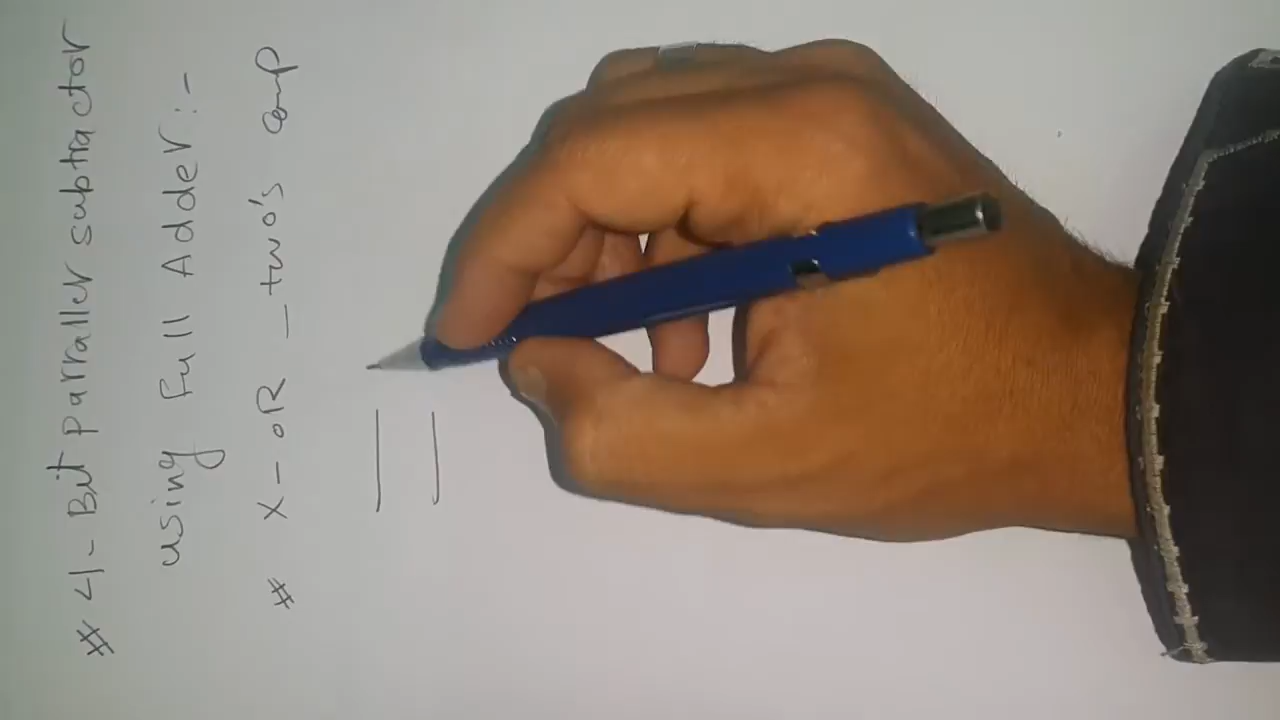 # 4-Bit parraller subtractor
using Full Adder:-
# X-OR _ two's comp